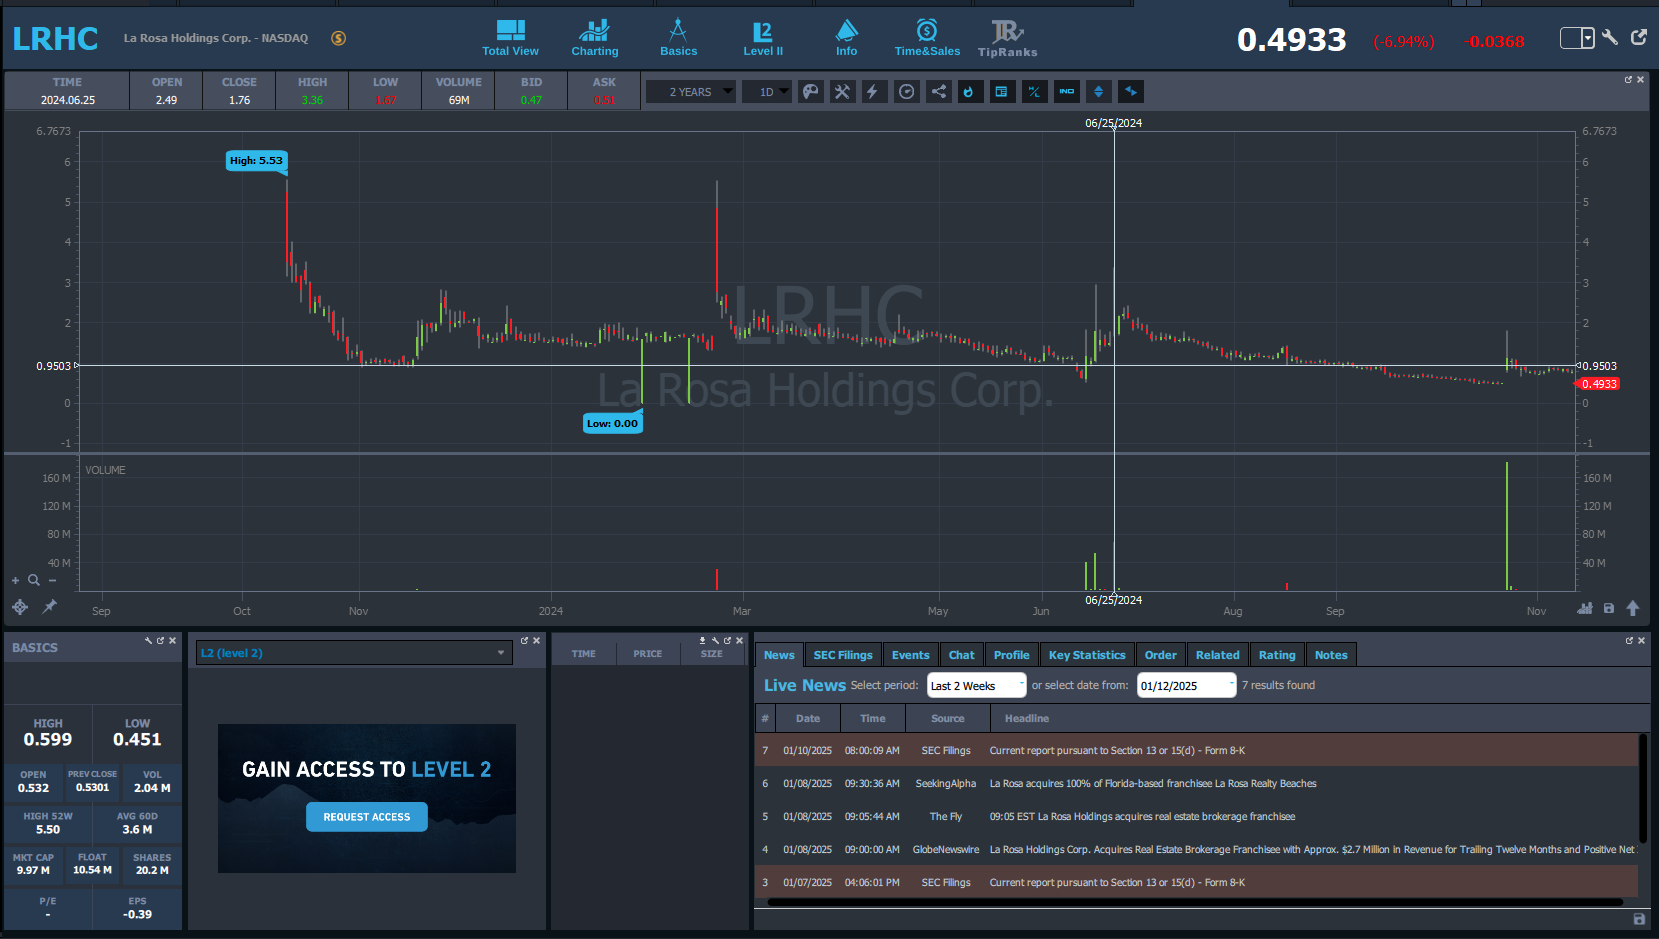 LRHC
La Rosa Holdings Corp. - NASDAQ
Total View
Charting
Basics
L2
Level II
Info
Time&Sales
TipRanks
0.4933
(-6.94%)
-0.0368
TIME OPEN CLOSE HIGH LOW VOLUME BID ASK
2024.06.25 2.49 1.76 3.36 1.67 69M 0.47 0.51
2 YEARS
1D
IND
06/25/2024
6.7673 6.7673
High: 5.53
6 6
5 5
4 4
3 3
2 2
0.9503 0.9503
0.4933
0 0
-1 -1
LRHC
La Rosa Holdings Corp.
Low: 0.00
VOLUME
160 M 160 M
120 M 120 M
80 M 80 M
40 M 40 M
06/25/2024
Sep Oct Nov 2024 Mar May Jun Aug Sep Nov
BASICS
HIGH LOW
0.599 0.451
OPEN PREV CLOSE VOL
0.532 0.5301 2.04 M
HIGH 52W AVG 60D
5.50 3.6 M
MKT CAP FLOAT SHARES
9.97 M 10.54 M 20.2 M
P/E EPS
- -0.39
L2 (level 2)
GAIN ACCESS TO LEVEL 2
REQUEST ACCESS
TIME PRICE SIZE
News SEC Filings Events Chat Profile Key Statistics Order Related Rating Notes
Live News Select period: Last 2 Weeks or select date from: 01/12/2025 7 results found
# Date Time Source Headline
7 01/10/2025 08:00:09 AM SEC Filings Current report pursuant to Section 13 or 15(d) - Form 8-K
6 01/08/2025 09:30:36 AM SeekingAlpha La Rosa acquires 100% of Florida-based franchisee La Rosa Realty Beaches
5 01/08/2025 09:05:44 AM The Fly 09:05 EST La Rosa Holdings acquires real estate brokerage franchisee
4 01/08/2025 09:00:00 AM GlobeNewswire La Rosa Holdings Corp. Acquires Real Estate Brokerage Franchisee with Approx. $2.7 Million in Revenue for Trailing Twelve Months and Positive Net
3 01/07/2025 04:06:01 PM SEC Filings Current report pursuant to Section 13 or 15(d) - Form 8-K